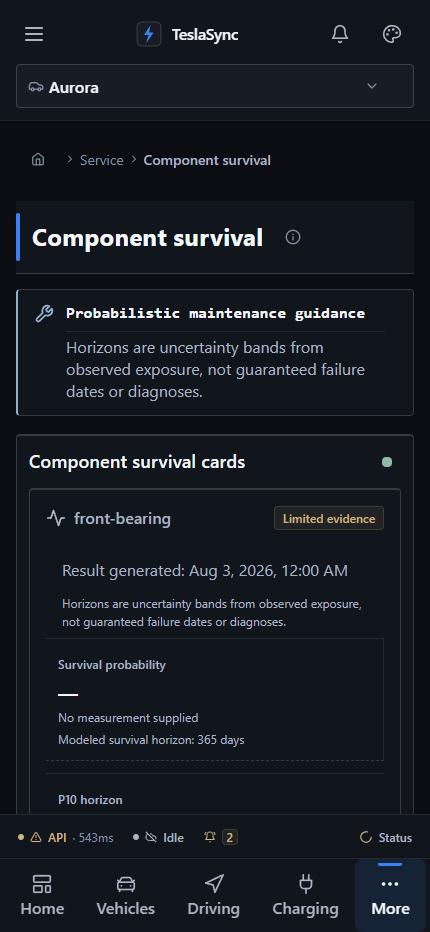 TeslaSync
Aurora
Service
Component survival
Component survival
Probabilistic maintenance guidance
Horizons are uncertainty bands from
observed exposure, not guaranteed failure
dates or diagnoses.
Component survival cards
front-bearing
Limited evidence
Result generated: Aug 3, 2026, 12:00 AM
Horizons are uncertainty bands from observed exposure,
not guaranteed failure dates or diagnoses.
Survival probability
—
No measurement supplied
Modeled survival horizon: 365 days
P10 horizon
API · 543ms
Idle
2
Status
Home
Vehicles
Driving
Charging
More